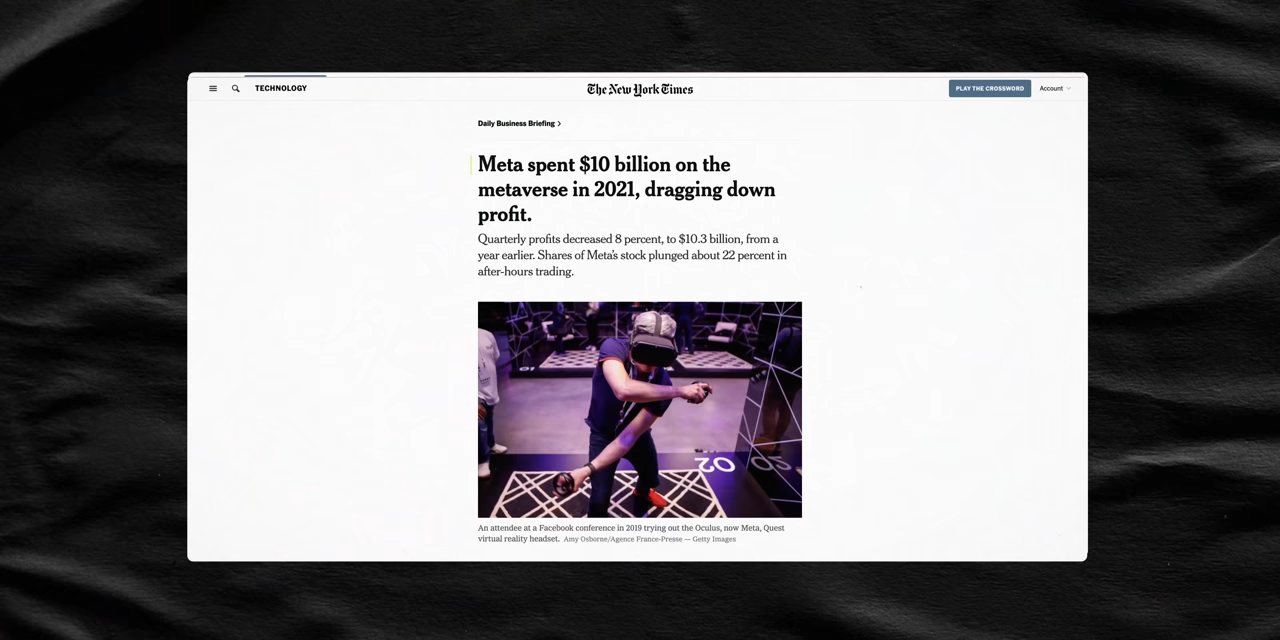 TECHNOLOGY
The New York Times
PLAY THE CROSSWORD
Account
Daily Business Briefing
Meta spent $10 billion on the
metaverse in 2021, dragging down
profit.
Quarterly profits decreased 8 percent, to $10.3 billion, from a
year earlier. Shares of Meta's stock plunged about 22 percent in
after-hours trading.
01
02
03
An attendee at a Facebook conference in 2019 trying out the Oculus, now Meta, Quest
virtual reality headset. Amy Osborne/Agence France-Presse — Getty Images